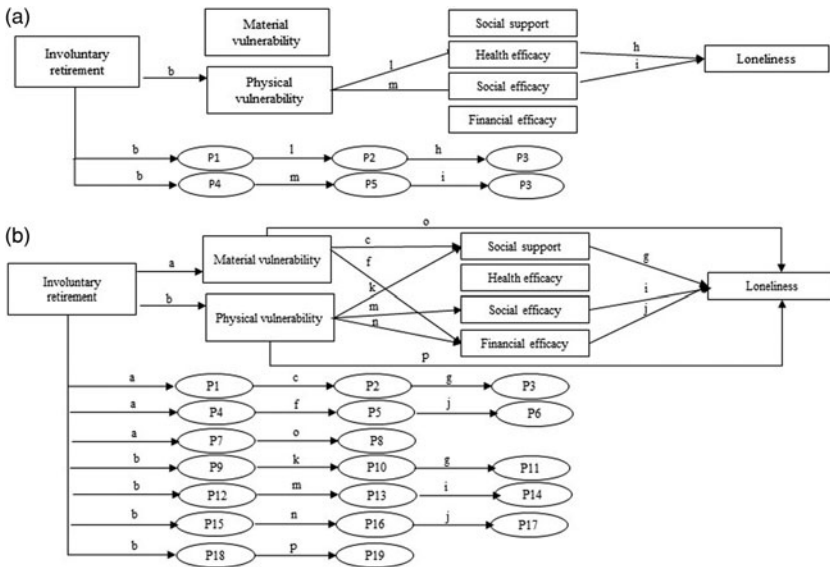 (a)
Social support
Material
vulnerability
Involuntary
retirement
b
Physical
vulnerability
l
m
Health efficacy
Social efficacy
Financial efficacy
h
i
Loneliness
b P1 l P2 h P3
b P4 m P5 i P3
(b)
o
Involuntary
retirement
a
b
Material vulnerability
Physical vulnerability
c
f
k
m
n
Social support
Health efficacy
Social efficacy
Financial efficacy
g
i
j
Loneliness
p
a P1 c P2 g P3
a P4 f P5 j P6
a P7 o P8
b P9 k P10 g P11
b P12 m P13 i P14
b P15 n P16 j P17
b P18 p P19